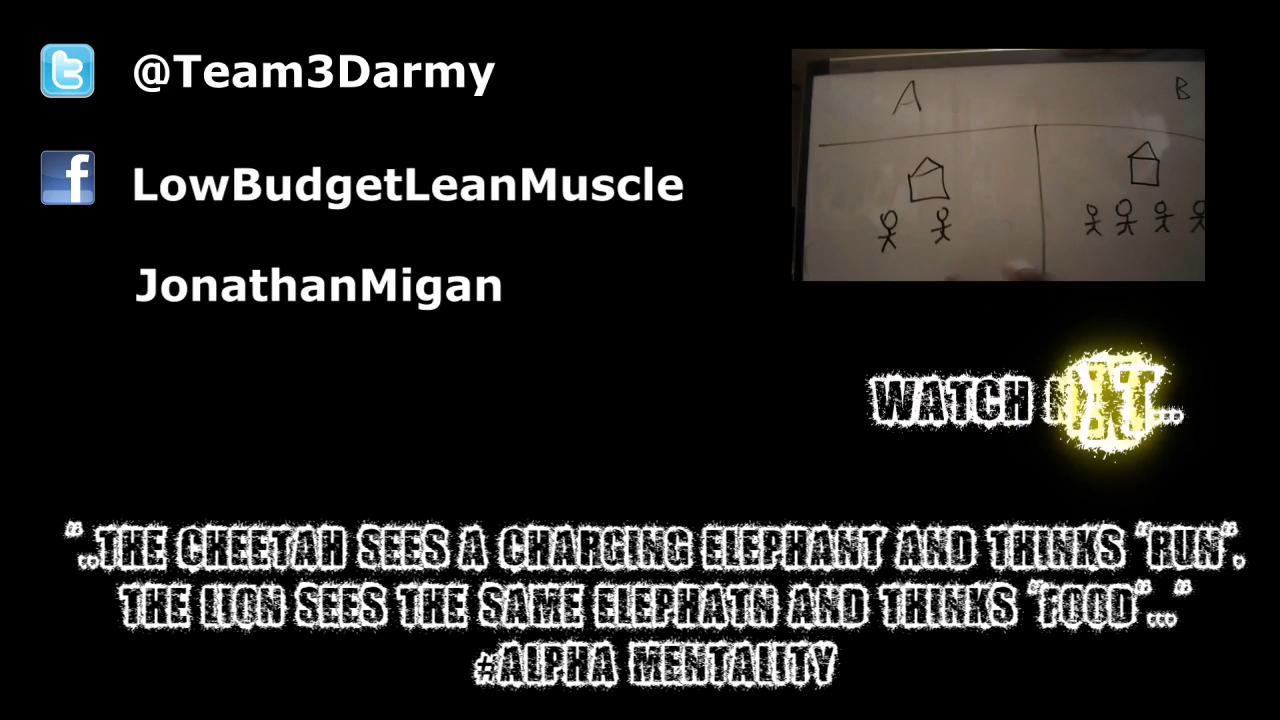 @Team3Darmy
LowBudgetLeanMuscle
JonathanMigan
A
B
WATCH NEXT...
"..THE CHEETAH SEES A CHARGING ELEPHANT AND THINKS "RUN".
THE LION SEES THE SAME ELEPHATN AND THINKS "FOOD"..."
#ALPHA MENTALITY